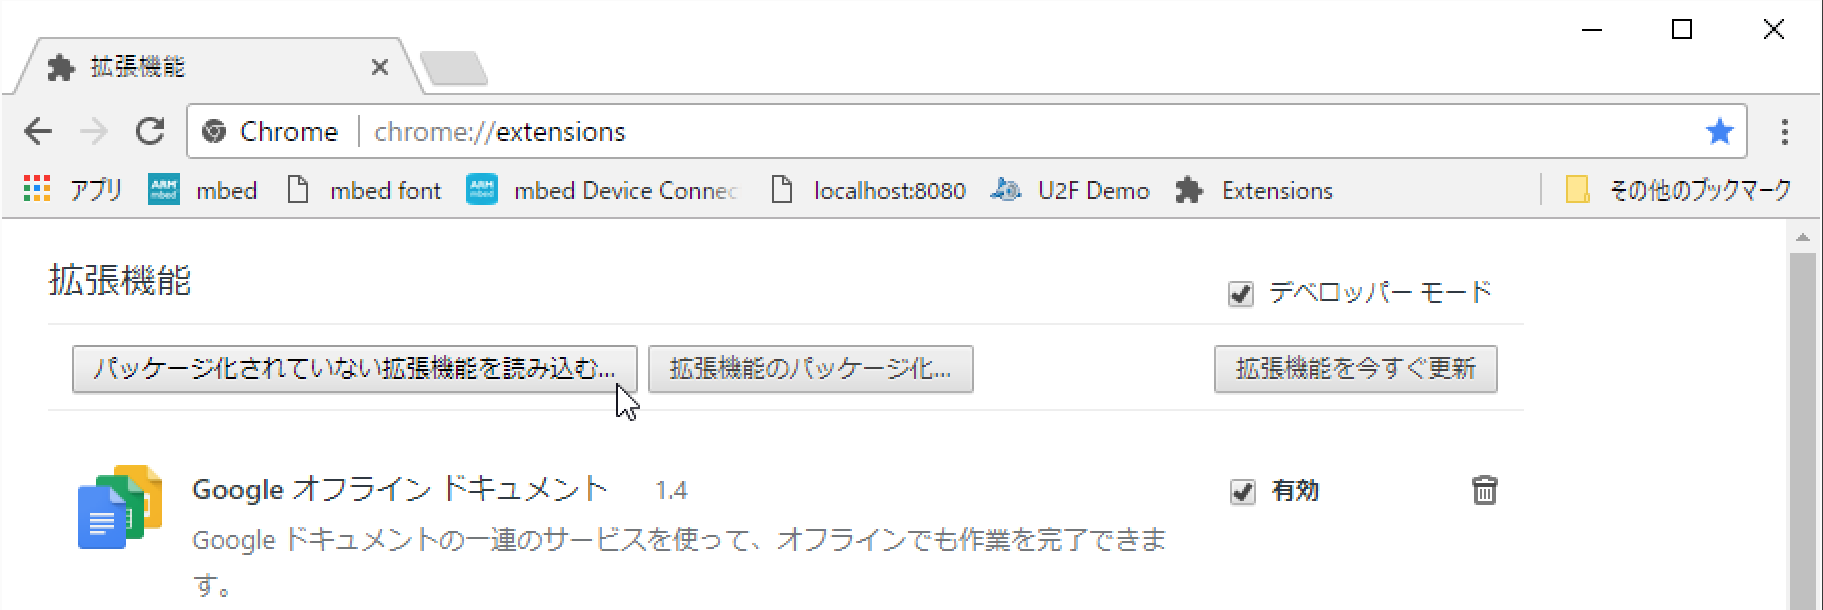 拡張機能
Chrome chrome://extensions
アプリ ARM mbed mbed mbed font ARM mbed mbed Device Connec localhost:8080 U2F Demo Extensions その他のブックマーク
拡張機能 デベロッパー モード
パッケージ化されていない拡張機能を読み込む... 拡張機能のパッケージ化... 拡張機能を今すぐ更新
Google オフライン ドキュメント 1.4 有効
Google ドキュメントの一連のサービスを使って、オフラインでも作業を完了できま
す。